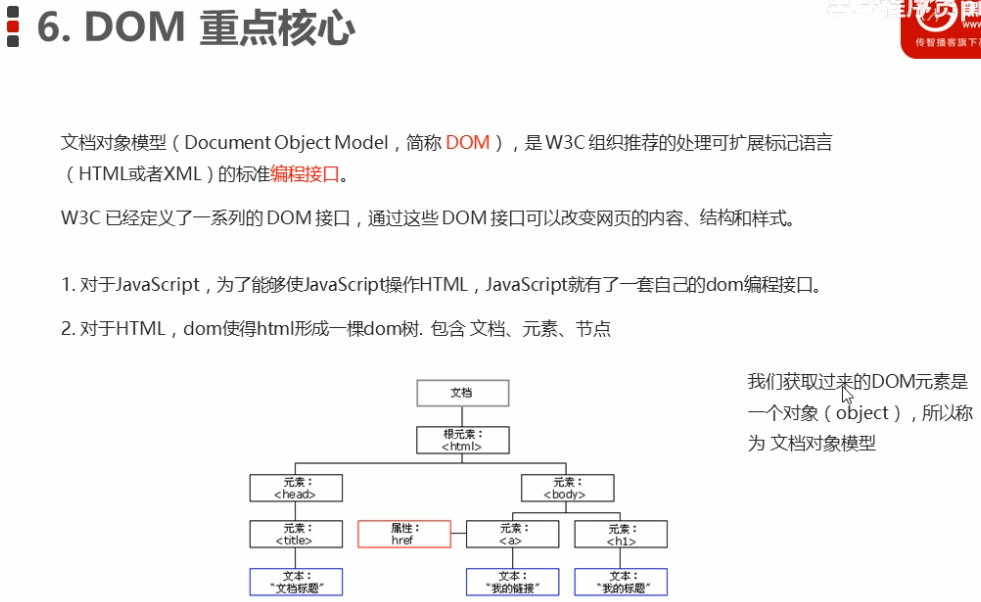 6. DOM 重点核心
传智播客旗下
文档对象模型（Document Object Model，简称 DOM），是 W3C 组织推荐的处理可扩展标记语言
（HTML或者XML）的标准编程接口。
W3C 已经定义了一系列的 DOM 接口，通过这些 DOM 接口可以改变网页的内容、结构和样式。
1. 对于JavaScript，为了能够使JavaScript操作HTML，JavaScript就有了一套自己的dom编程接口。
2. 对于HTML，dom使得html形成一棵dom树. 包含 文档、元素、节点
我们获取过来的DOM元素是
一个对象（object），所以称
为 文档对象模型
文档
根元素：
<html>
元素：
<head>
元素：
<body>
元素：
<title>
属性：
href
元素：
<a>
元素：
<h1>
文本：
“文档标题”
文本：
“我的链接”
文本：
“我的标题”